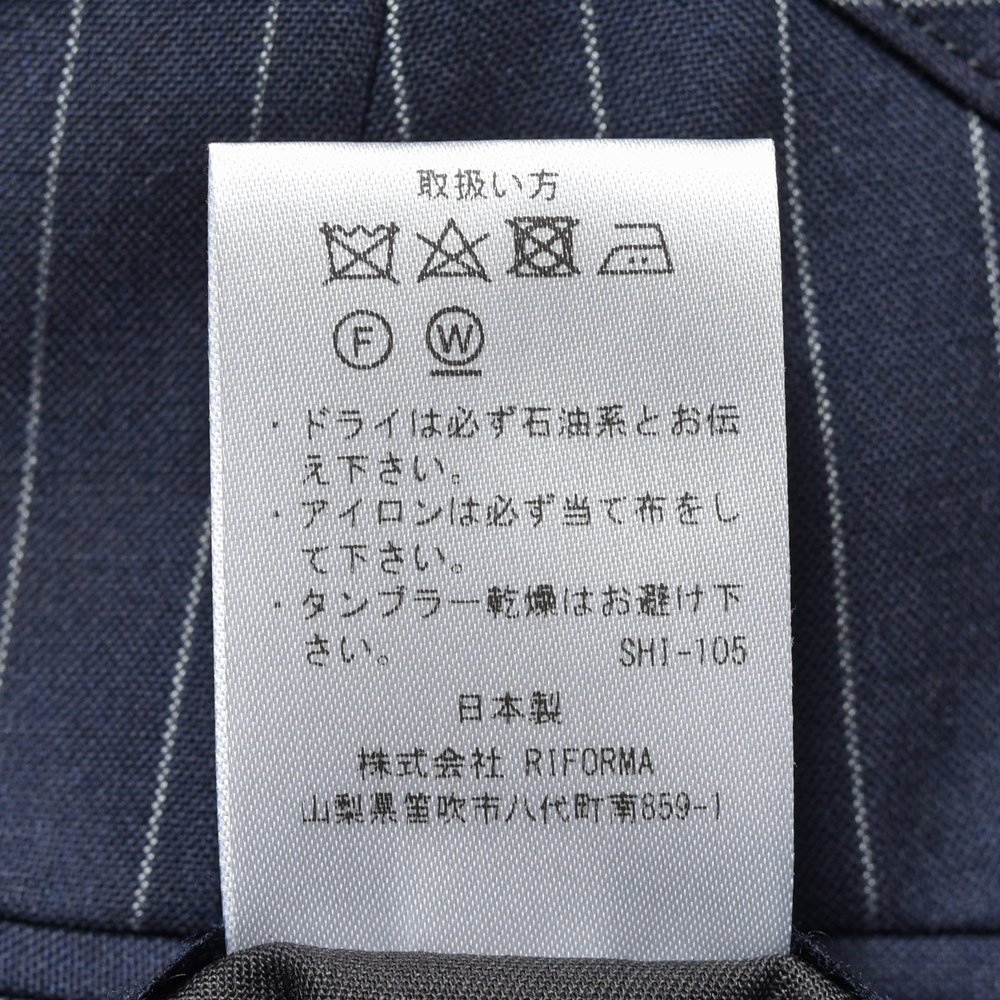 取扱い方
F W
・ドライは必ず石油系とお伝
え下さい。
・アイロンは必ず当て布をし
て下さい。
・タンブラー乾燥はお避け下
さい。 SHI-105
日本製
株式会社 RIFORMA
山梨県笛吹市八代町南859-1